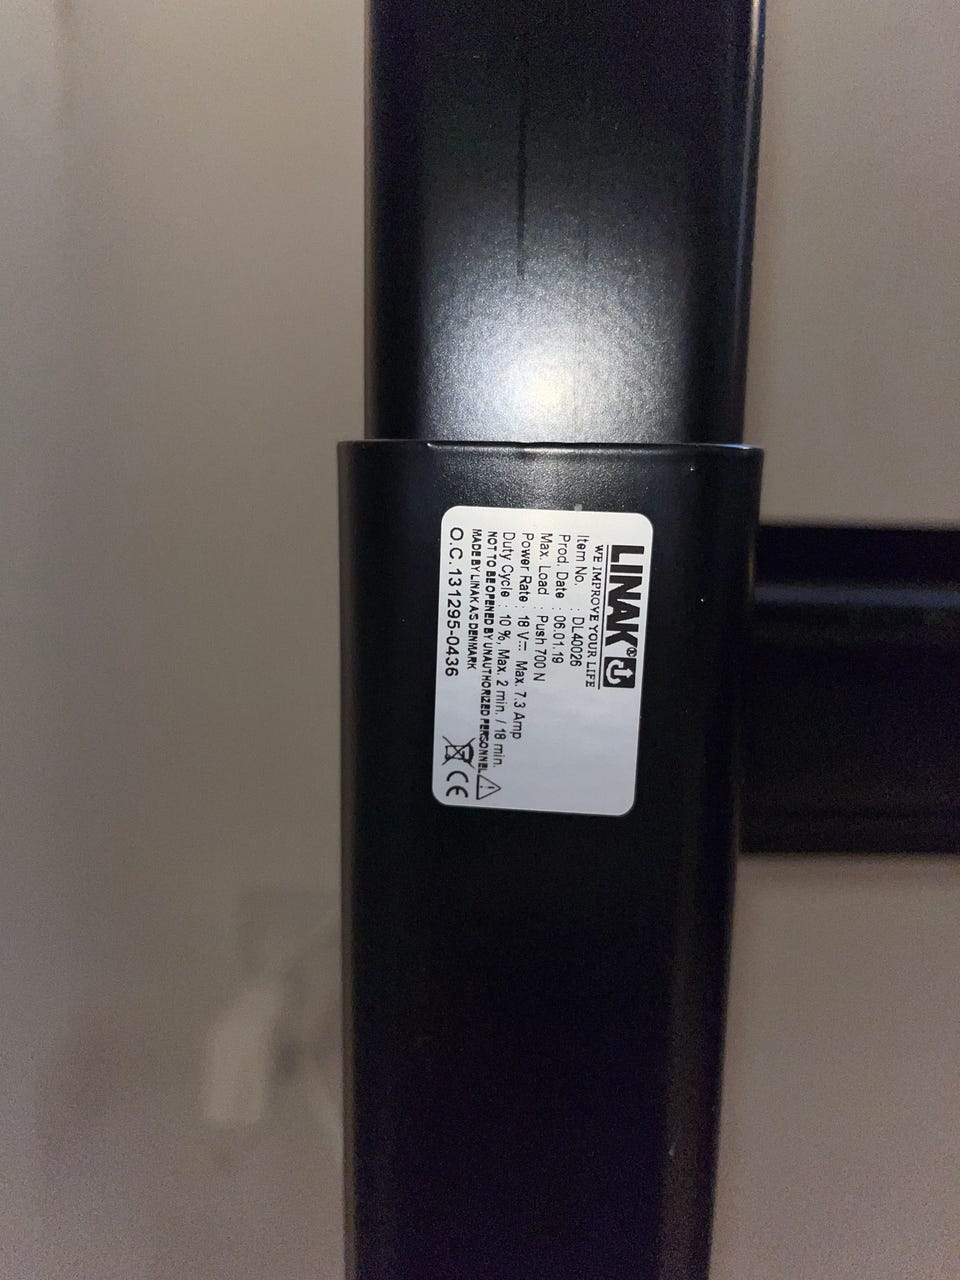 LINAK®
WE IMPROVE YOUR LIFE
Item No. : DL40026
Prod. Date : 06.01.19
Max. Load : Push 700 N
Power Rate : 18 V⎓ Max. 7.3 Amp
Duty Cycle : 10 %, Max. 2 min. / 18 min.
NOT TO BE OPENED BY UNAUTHORIZED PERSONNEL
MADE BY LINAK A/S DENMARK
O.C. 131295-0436
CE